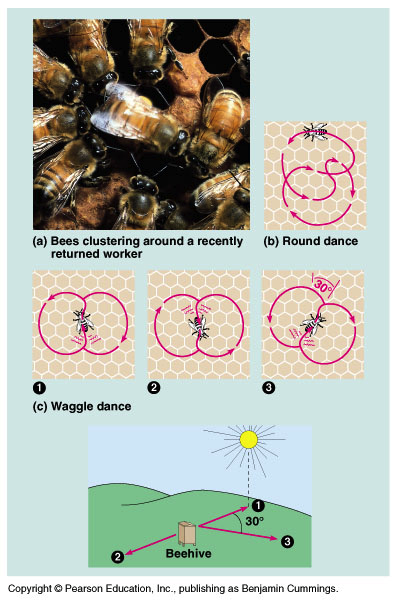 (a) Bees clustering around a recently
returned worker
(b) Round dance
30°
1
2
3
(c) Waggle dance
1
30°
3
2
Beehive
Copyright © Pearson Education, Inc., publishing as Benjamin Cummings.